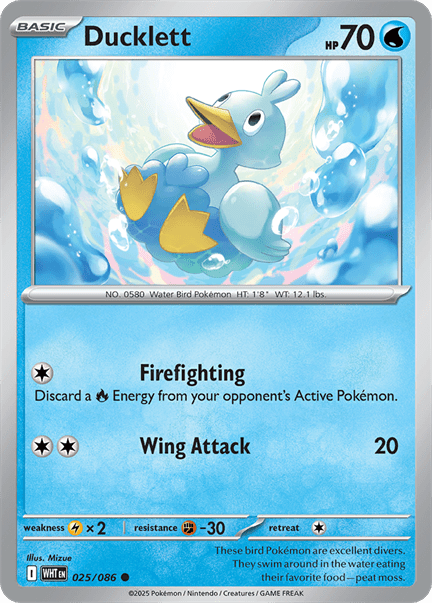 BASIC
Ducklett
HP 70
NO. 0580 Water Bird Pokémon HT: 1'8" WT: 12.1 lbs.
Firefighting
Discard a Energy from your opponent's Active Pokémon.
Wing Attack 20
weakness ×2 resistance -30 retreat
Illus. Mizue
I WHT EN 025/086
These bird Pokémon are excellent divers.
They swim around in the water eating
their favorite food—peat moss.
©2025 Pokémon / Nintendo / Creatures / GAME FREAK